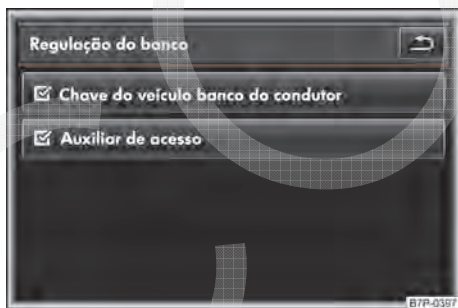 Regulação do banco
Chave do veículo banco do condutor
Auxiliar de acesso
B7P-0397